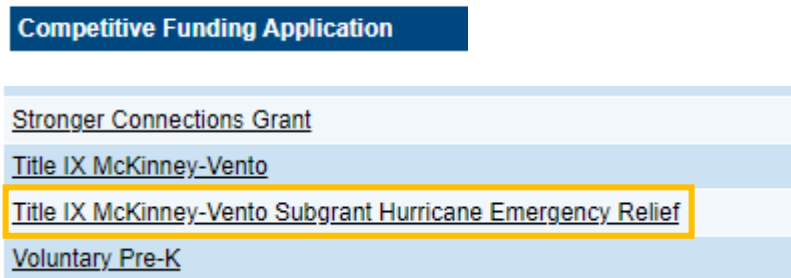 Competitive Funding Application
Stronger Connections Grant
Title IX McKinney-Vento
Title IX McKinney-Vento Subgrant Hurricane Emergency Relief
Voluntary Pre-K